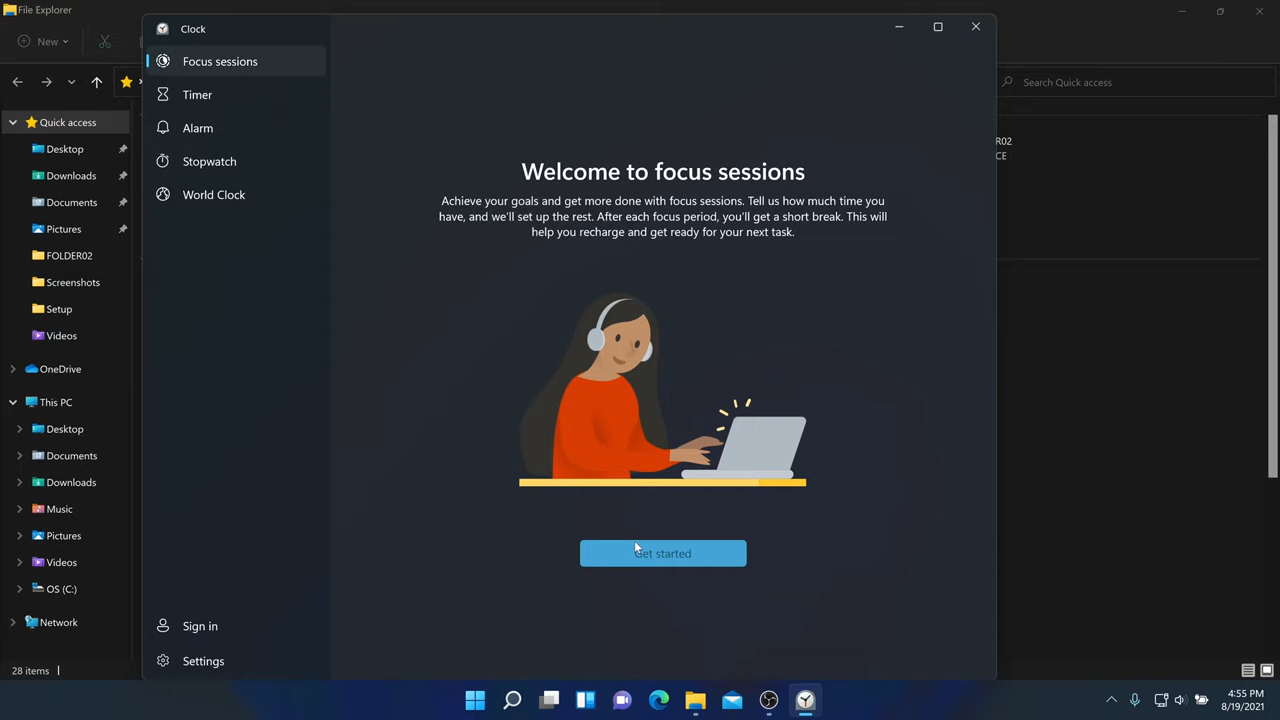 File Explorer
New
Search Quick access
Quick access
Desktop
Downloads
Documents
Pictures
FOLDER02
Screenshots
Setup
Videos
OneDrive
This PC
Desktop
Documents
Downloads
Music
Pictures
Videos
OS (C:)
Network
28 items
Clock
Focus sessions
Timer
Alarm
Stopwatch
World Clock
Sign in
Settings
Welcome to focus sessions
Achieve your goals and get more done with focus sessions. Tell us how much time you
have, and we'll set up the rest. After each focus period, you'll get a short break. This will
help you recharge and get ready for your next task.
Get started
R02
CE
4:55 PM
8/19/2021